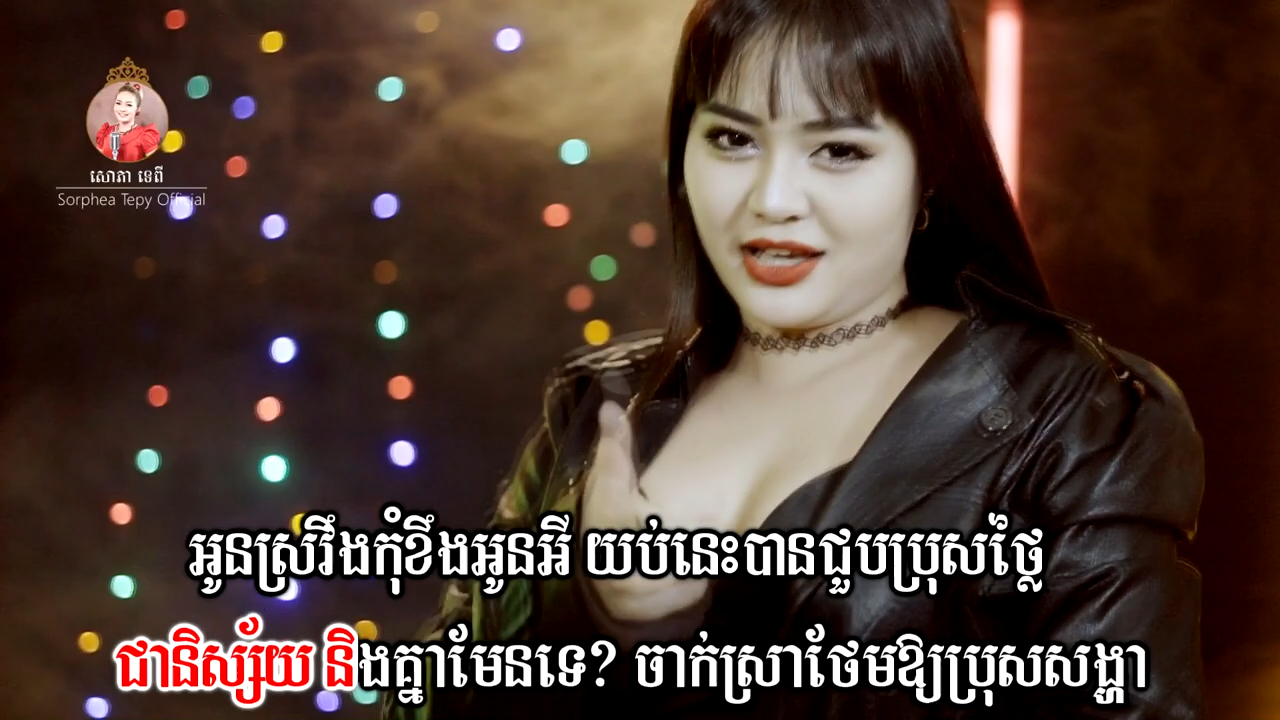 សោភា ទេពី
Sorphea Tepy Official
អូនស្រវឹងកុំខឹងអូនអី យប់នេះបានជួបប្រុសថ្លៃ
ជានិស្ស័យ និងគ្នាមែនទេ? ចាក់ស្រាថែមឱ្យប្រុសសង្ហា